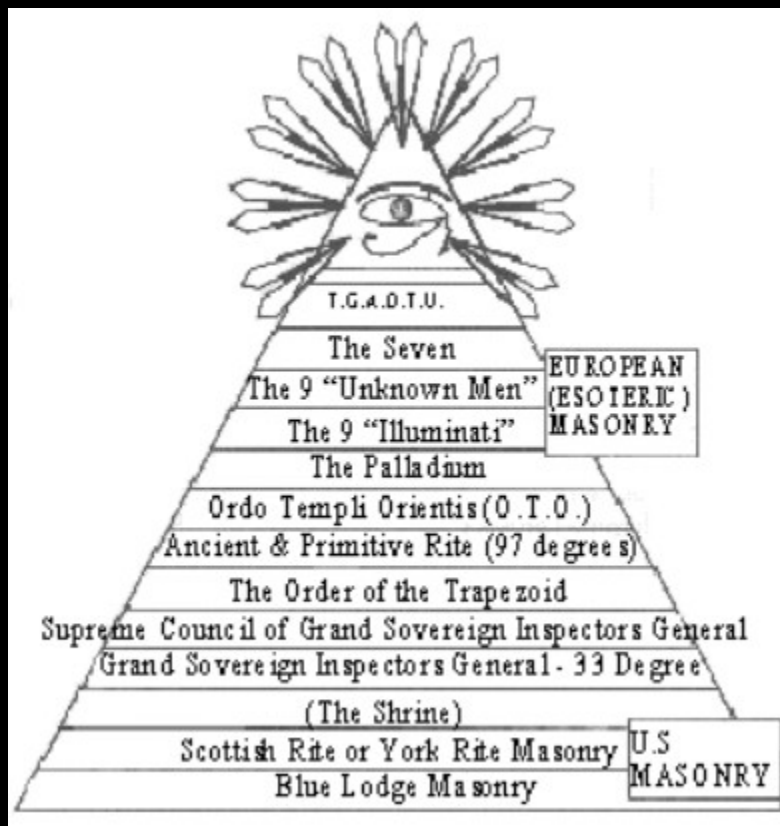 T.G.A.O.T.U.
The Seven
The 9 “Unknown Men”
The 9 “Illuminati”
EUROPEAN
(ESOTERIC)
MASONRY
The Palladium
Ordo Templi Orientis (O.T.O.)
Ancient & Primitive Rite (97 degrees)
The Order of the Trapezoid
Supreme Council of Grand Sovereign Inspectors General
Grand Sovereign Inspectors General - 33 Degree
(The Shrine)
Scottish Rite or York Rite Masonry
Blue Lodge Masonry
U.S
MASONRY